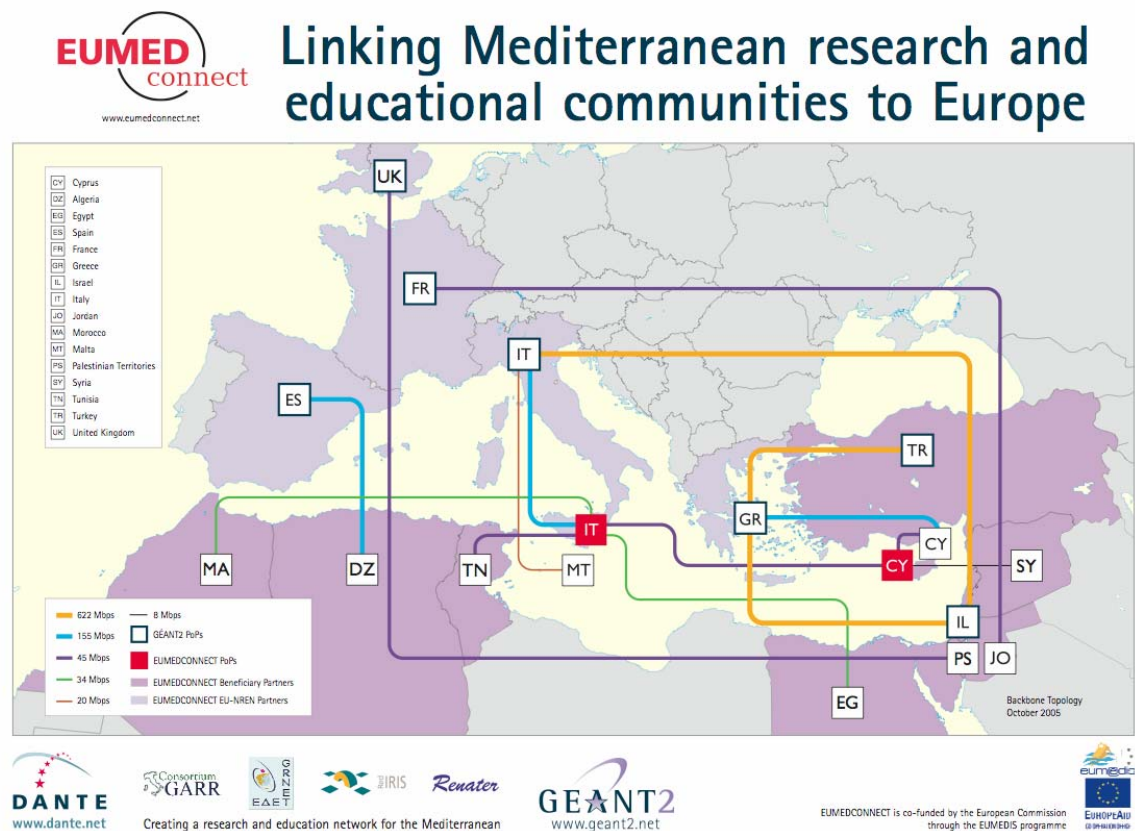 EUMED
connect
www.eumedconnect.net
Linking Mediterranean research and
educational communities to Europe
CY Cyprus
DZ Algeria
EG Egypt
ES Spain
FR France
GR Greece
IL Israel
IT Italy
JO Jordan
MA Morocco
MT Malta
PS Palestinian Territories
SY Syria
TN Tunisia
TR Turkey
UK United Kingdom
UK
FR
IT
ES
TR
GR
IT
CY
CY
MA
DZ
TN
MT
SY
IL
PS
JO
EG
622 Mbps
155 Mbps
45 Mbps
34 Mbps
20 Mbps
8 Mbps
GÉANT2 PoPs
EUMEDCONNECT PoPs
EUMEDCONNECT Beneficiary Partners
EUMEDCONNECT EU-NREN Partners
Backbone Topology
October 2005
DANTE
www.dante.net
Consortium
GARR
GRNET
ΕΔΕΤ
RedIRIS
Renater
Creating a research and education network for the Mediterranean
GEANT2
www.geant2.net
EUMEDCONNECT is co-funded by the European Commission
through the EUMEDIS programme
eumedis
EUROPEAID